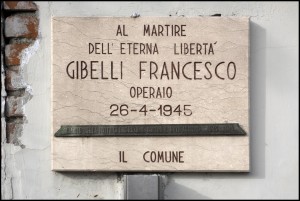 AL MARTIRE
DELL'ETERNA LIBERTA'
GIBELLI FRANCESCO
OPERAIO
26-4-1945
IL COMUNE